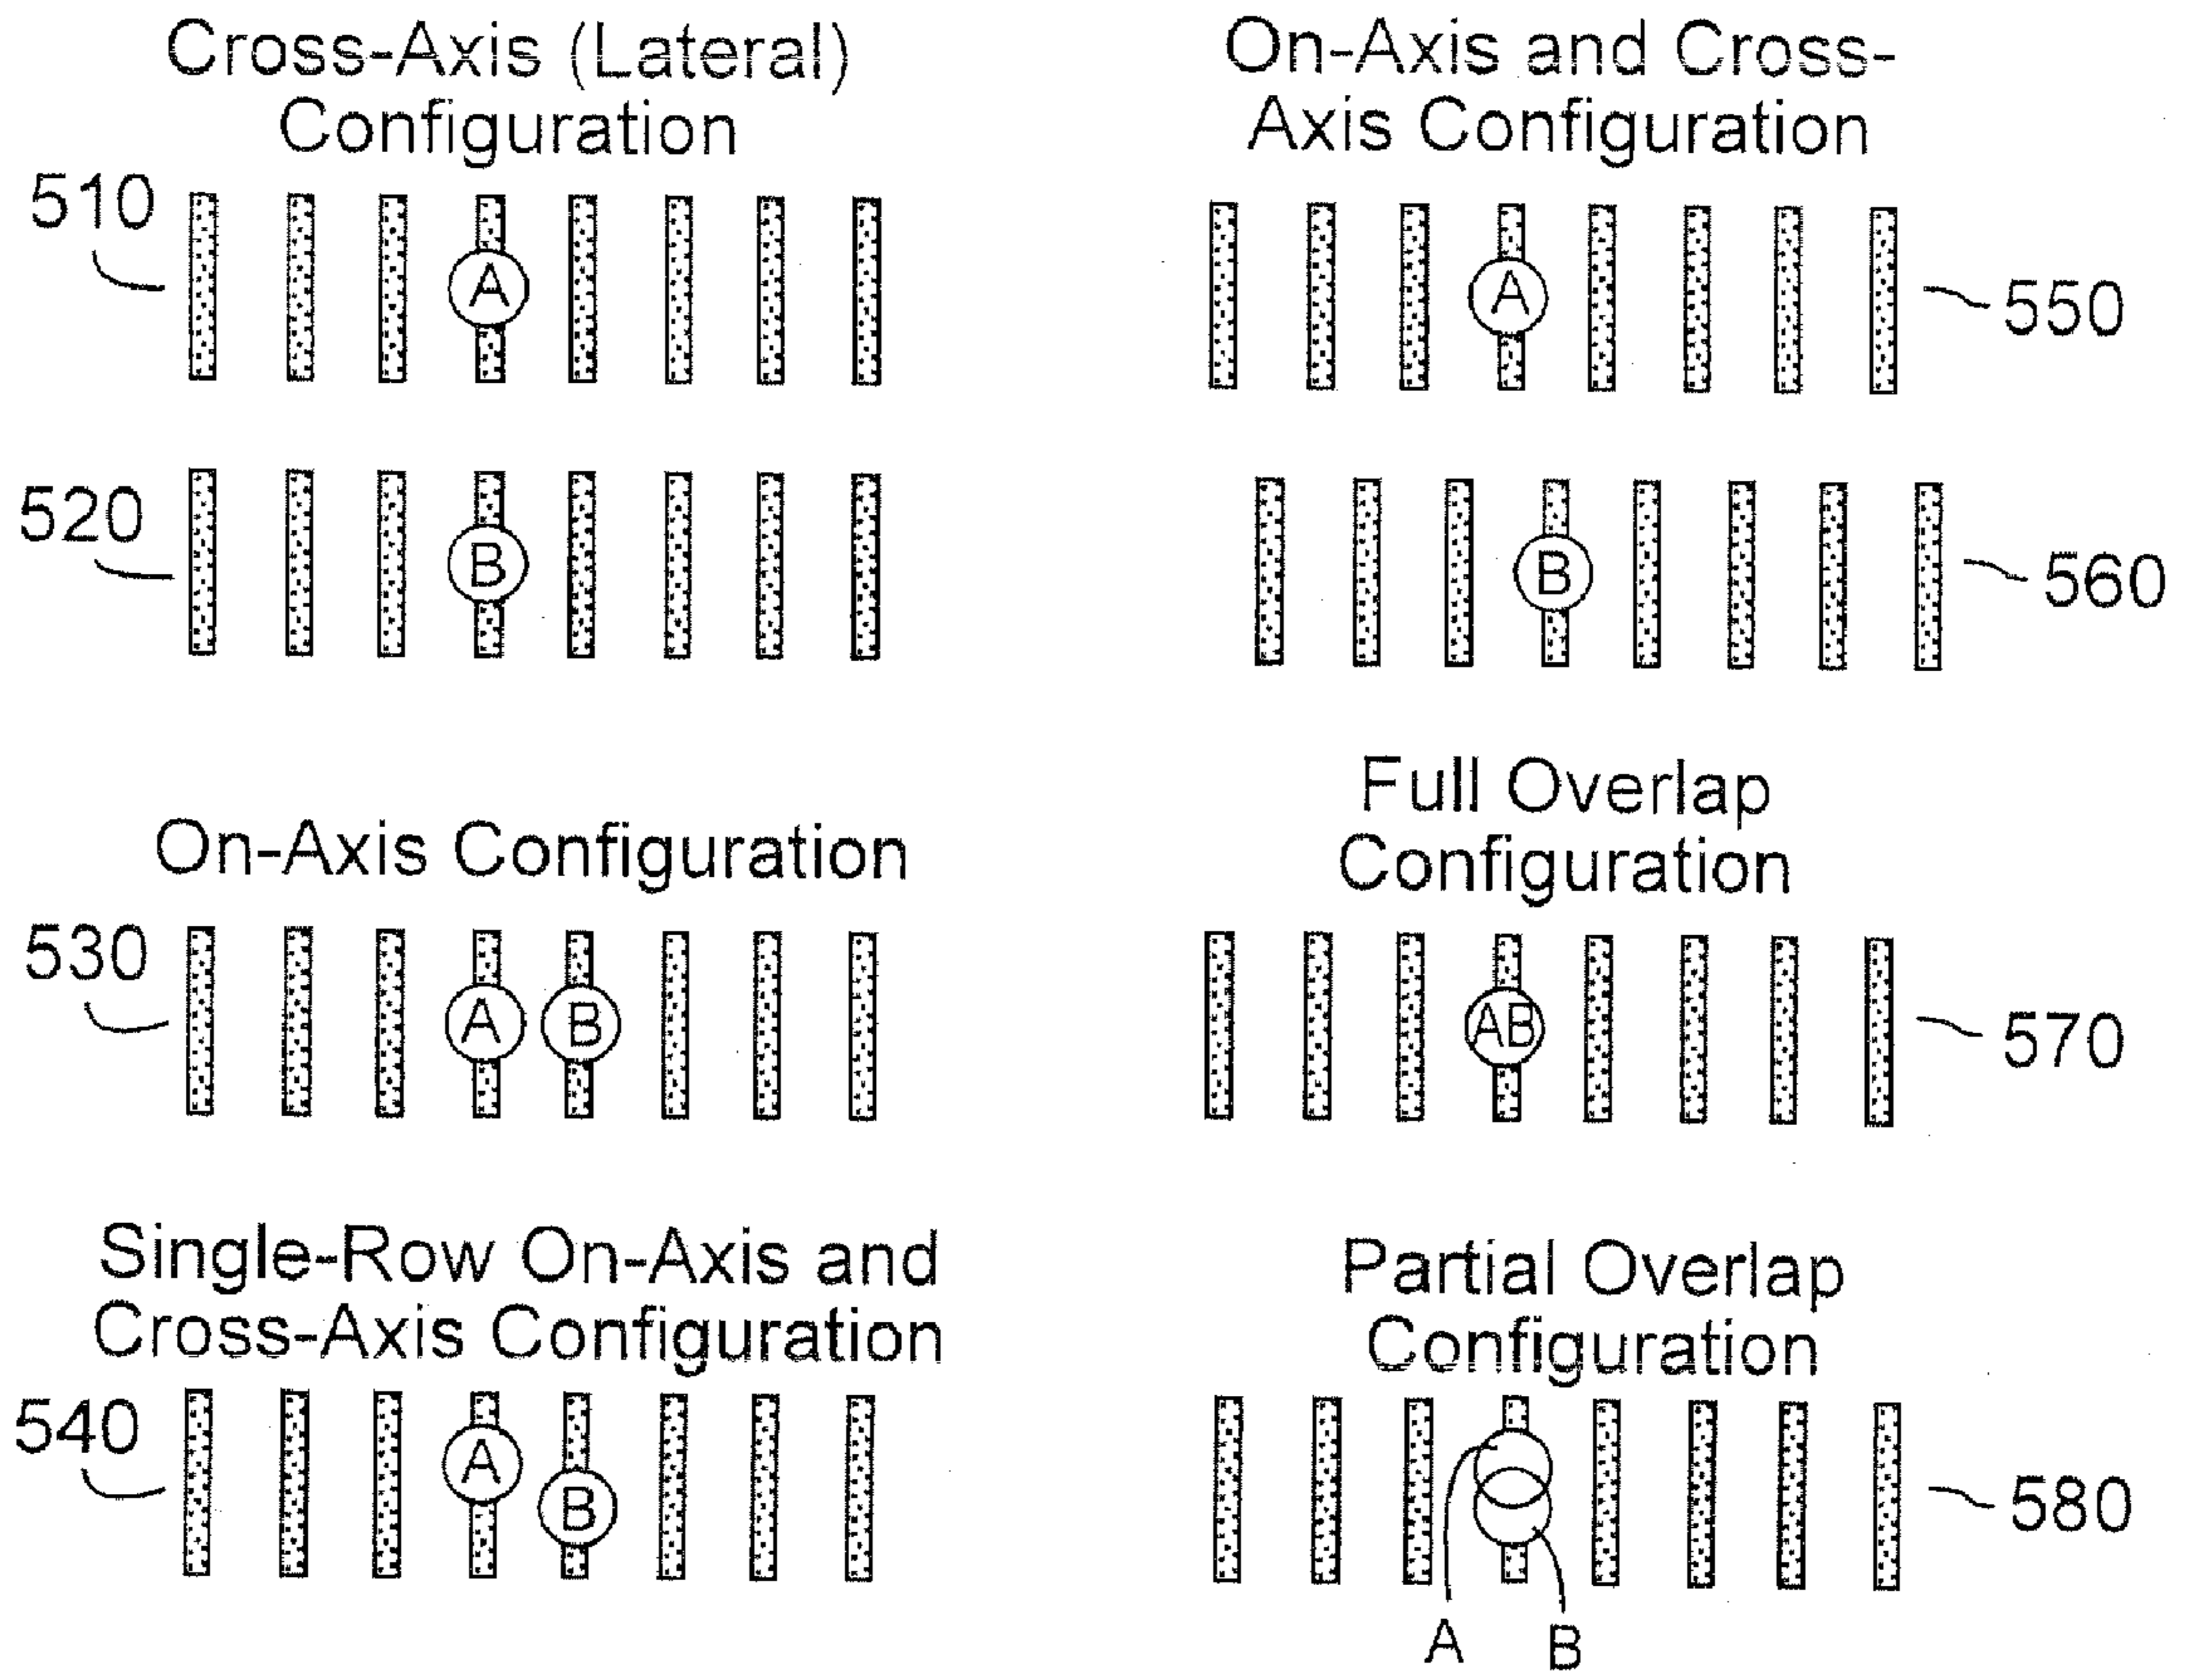 Cross-Axis (Lateral)
Configuration
510
A
520
B
On-Axis Configuration
530
A B
Single-Row On-Axis and
Cross-Axis Configuration
540
A
B
On-Axis and Cross-
Axis Configuration
A
550
B
560
Full Overlap
Configuration
AB
570
Partial Overlap
Configuration
580
A B